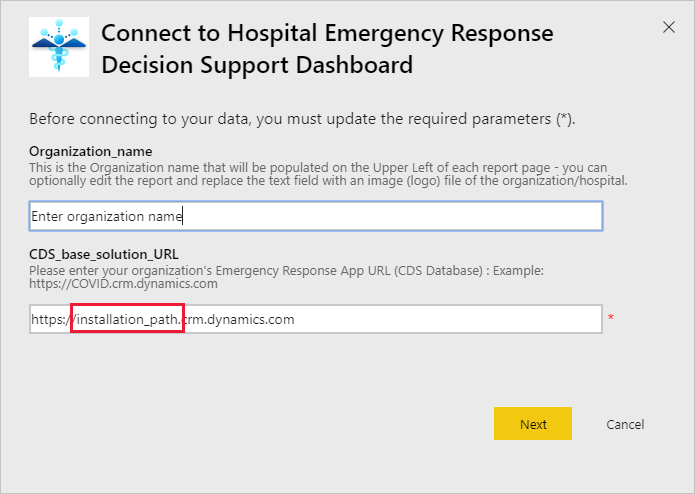 Connect to Hospital Emergency Response
Decision Support Dashboard
Before connecting to your data, you must update the required parameters (*).
Organization_name
This is the Organization name that will be populated on the Upper Left of each report page - you can
optionally edit the report and replace the text field with an image (logo) file of the organization/hospital.
Enter organization name
CDS_base_solution_URL
Please enter your organization's Emergency Response App URL (CDS Database) : Example:
https://COVID.crm.dynamics.com
https://installation_path.crm.dynamics.com *
Next Cancel